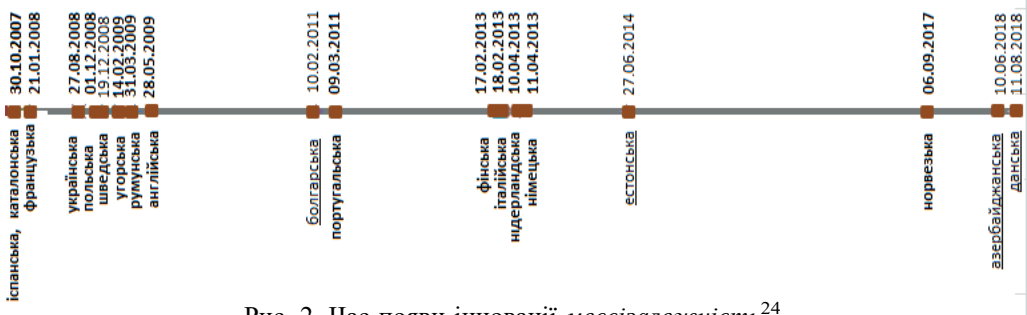 30.10.2007
21.01.2008
27.08.2008
01.12.2008
19.12.2008
14.02.2009
31.03.2009
28.05.2009
10.02.2011
09.03.2011
17.02.2013
18.02.2013
10.04.2013
11.04.2013
27.06.2014
06.09.2017
10.06.2018
11.08.2018
іспанська, каталонська
французька
українська
польська
шведська
угорська
румунська
англійська
болгарська
португальська
фінська
італійська
нідерландська
німецька
естонська
норвезька
азербайджанська
данська
Рис. 2. Час появи інновації 24